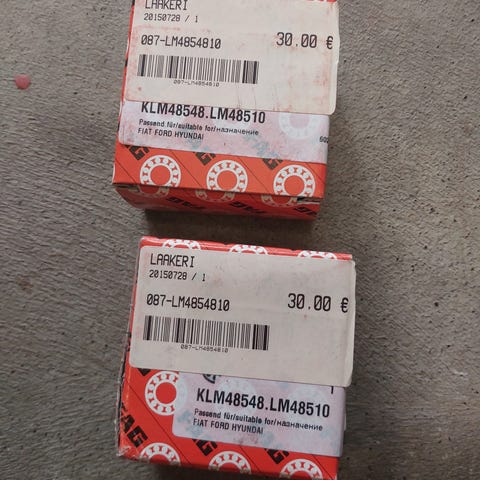 LAAKERI
20150728 / 1
087-LM4854810
30.00 €
087-LM4854810
KLM48548.LM48510
Passend für/suitable for/назначение
FIAT FORD HYUNDAI
FAG
LAAKERI
20150728 / 1
087-LM4854810
30.00 €
087-LM4854810
KLM48548.LM48510
Passend für/suitable for/назначение
FIAT FORD HYUNDAI
FAG